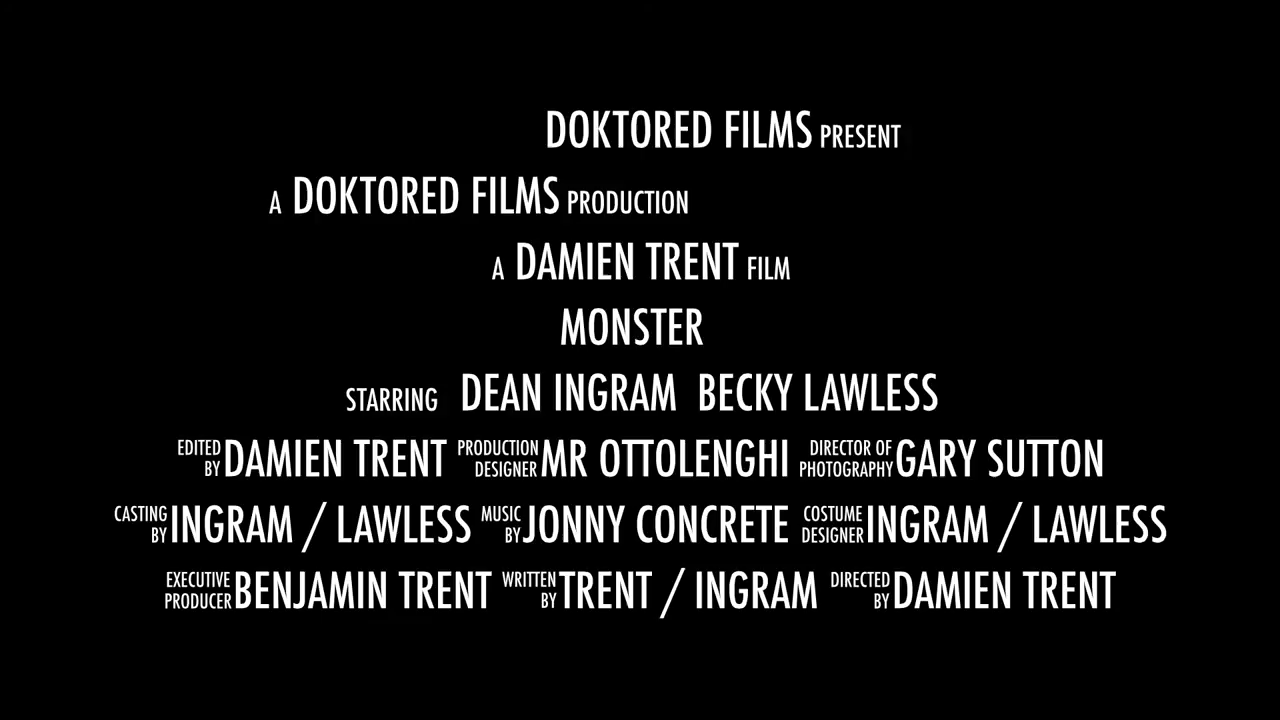 DOKTORED FILMS PRESENT
A DOKTORED FILMS PRODUCTION
A DAMIEN TRENT FILM
MONSTER
STARRING DEAN INGRAM BECKY LAWLESS
EDITED BY DAMIEN TRENT PRODUCTION DESIGNER MR OTTOLENGHI DIRECTOR OF PHOTOGRAPHY GARY SUTTON
CASTING BY INGRAM / LAWLESS MUSIC BY JONNY CONCRETE COSTUME DESIGNER INGRAM / LAWLESS
EXECUTIVE PRODUCER BENJAMIN TRENT WRITTEN BY TRENT / INGRAM DIRECTED BY DAMIEN TRENT